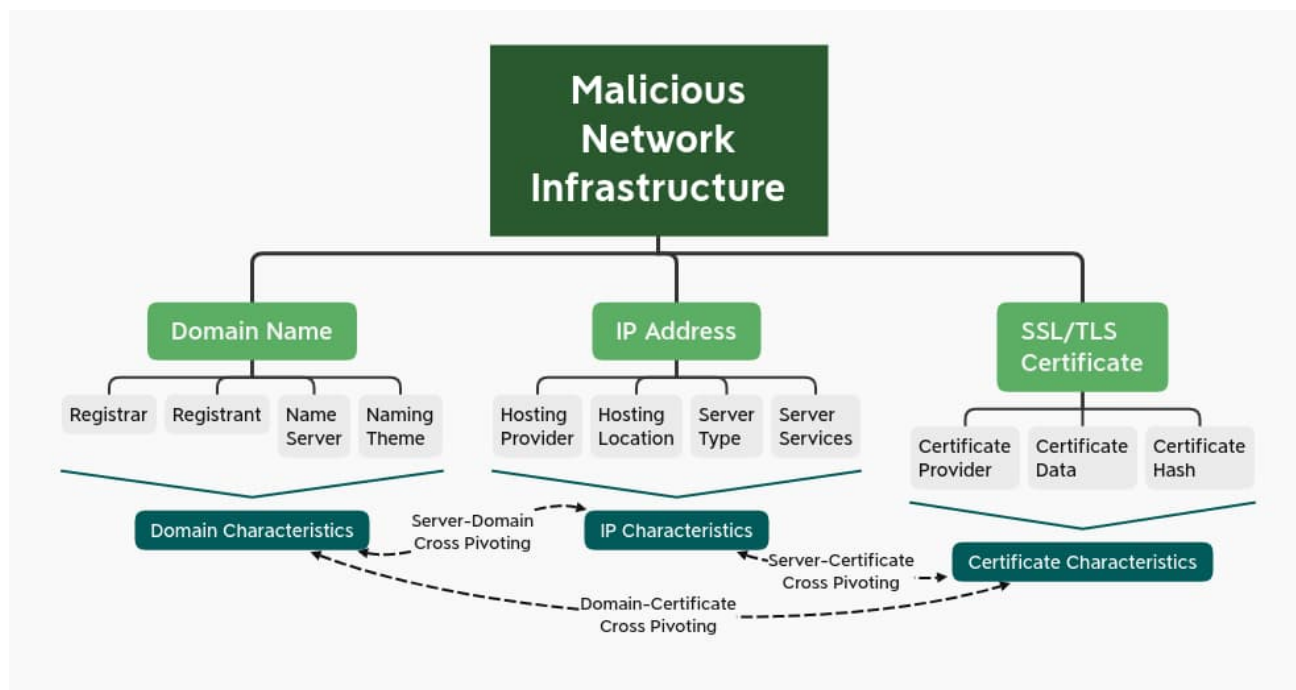 Malicious
Network
Infrastructure
Domain Name
IP Address
SSL/TLS
Certificate
Registrar
Registrant
Name
Server
Naming
Theme
Hosting
Provider
Hosting
Location
Server
Type
Server
Services
Certificate
Provider
Certificate
Data
Certificate
Hash
Domain Characteristics
Server-Domain
Cross Pivoting
IP Characteristics
Server-Certificate
Cross Pivoting
Certificate Characteristics
Domain-Certificate
Cross Pivoting